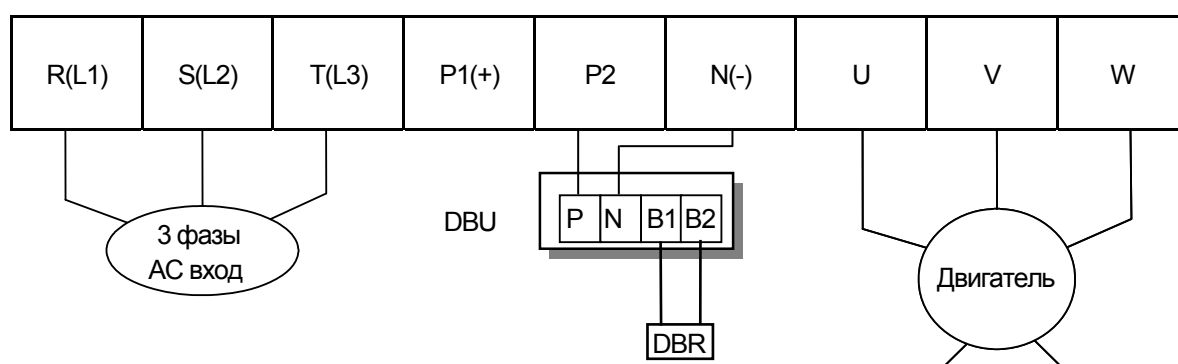 R(L1) S(L2) T(L3) P1(+) P2 N(-) U V W
DBU
P N B1 B2
3 фазы
AC вход
Двигатель
DBR